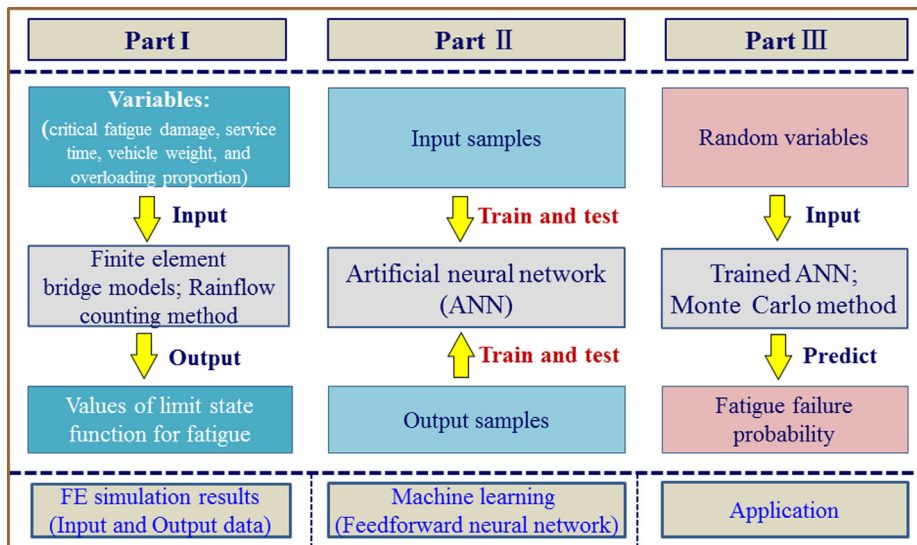 Part I
Variables:
(critical fatigue damage, service
time, vehicle weight, and
overloading proportion)
Input
Finite element
bridge models; Rainflow
counting method
Output
Values of limit state
function for fatigue
FE simulation results
(Input and Output data)
Part Ⅱ
Input samples
Train and test
Artificial neural network
(ANN)
Train and test
Output samples
Machine learning
(Feedforward neural network)
Part Ⅲ
Random variables
Input
Trained ANN;
Monte Carlo method
Predict
Fatigue failure
probability
Application